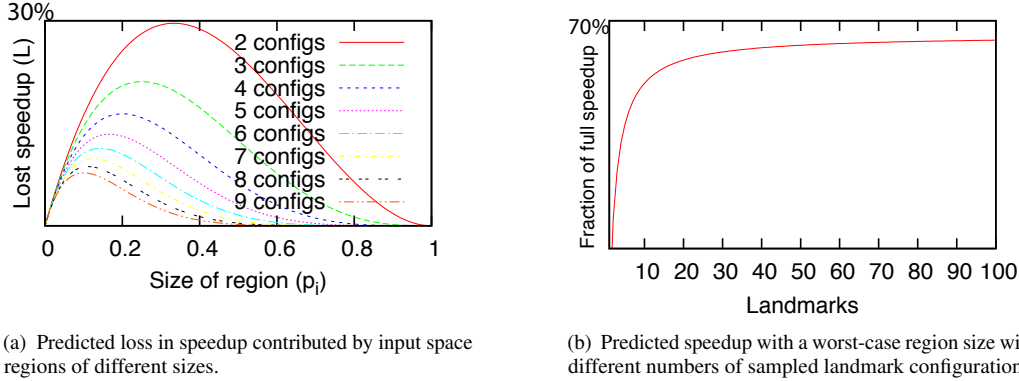 30%
Lost speedup (L)
2 configs
3 configs
4 configs
5 configs
6 configs
7 configs
8 configs
9 configs
0 0.2 0.4 0.6 0.8 1
Size of region (pᵢ)
(a) Predicted loss in speedup contributed by input space
regions of different sizes.
70%
Fraction of full speedup
10 20 30 40 50 60 70 80 90 100
Landmarks
(b) Predicted speedup with a worst-case region size wi
different numbers of sampled landmark configuration